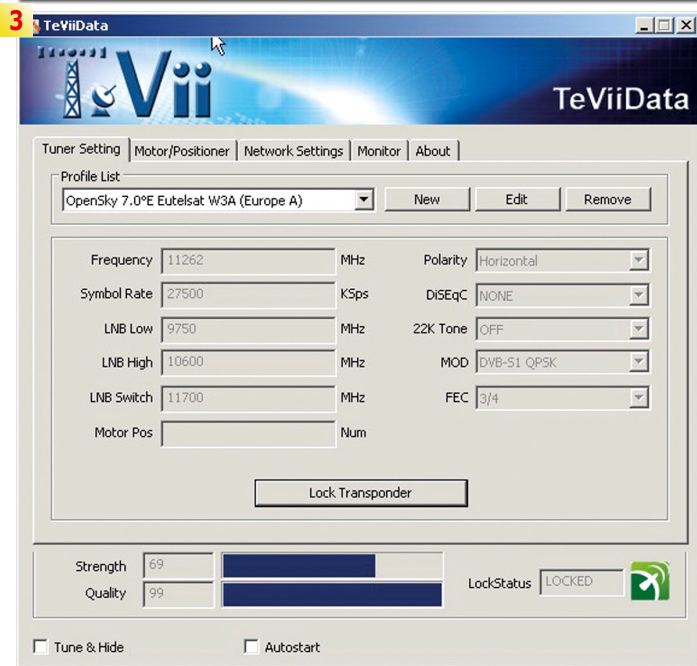 3
TeViiData
TeVii
TeViiData
Tuner Setting Motor/Positioner Network Settings Monitor About
Profile List
OpenSky 7.0°E Eutelsat W3A (Europe A) New Edit Remove
Frequency 11262 MHz Polarity Horizontal
Symbol Rate 27500 KSps DiSEqC NONE
LNB Low 9750 MHz 22K Tone OFF
LNB High 10600 MHz MOD DVB-S1 QPSK
LNB Switch 11700 MHz FEC 3/4
Motor Pos Num
Lock Transponder
Strength 69
Quality 99
LockStatus LOCKED
Tune & Hide Autostart